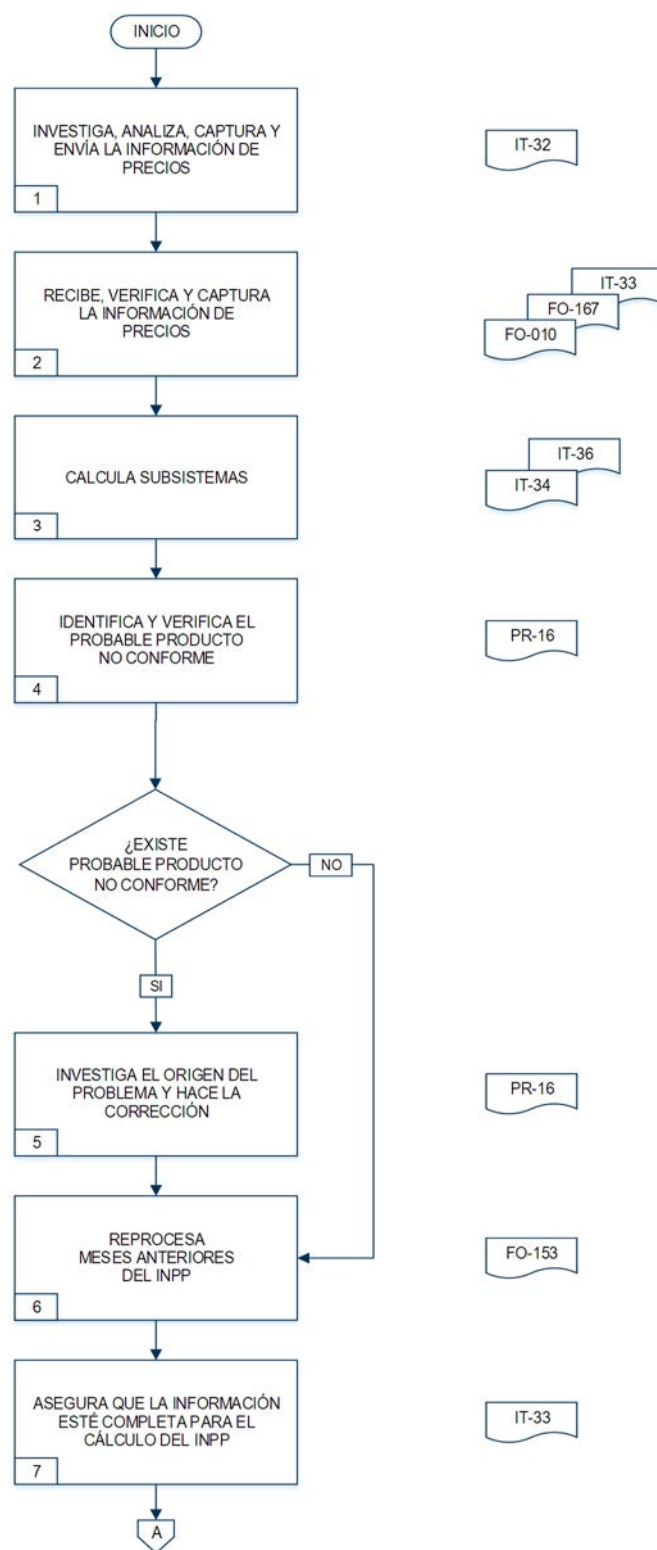 INICIO
INVESTIGA, ANALIZA, CAPTURA Y
ENVÍA LA INFORMACIÓN DE
PRECIOS
1
IT-32
RECIBE, VERIFICA Y CAPTURA
LA INFORMACIÓN DE
PRECIOS
2
IT-33
FO-167
FO-010
CALCULA SUBSISTEMAS
3
IT-36
IT-34
IDENTIFICA Y VERIFICA EL
PROBABLE PRODUCTO
NO CONFORME
4
PR-16
¿EXISTE
PROBABLE PRODUCTO
NO CONFORME?
NO
SI
INVESTIGA EL ORIGEN DEL
PROBLEMA Y HACE LA
CORRECCIÓN
5
PR-16
REPROCESA
MESES ANTERIORES
DEL INPP
6
FO-153
ASEGURA QUE LA INFORMACIÓN
ESTÉ COMPLETA PARA EL
CÁLCULO DEL INPP
7
IT-33
A